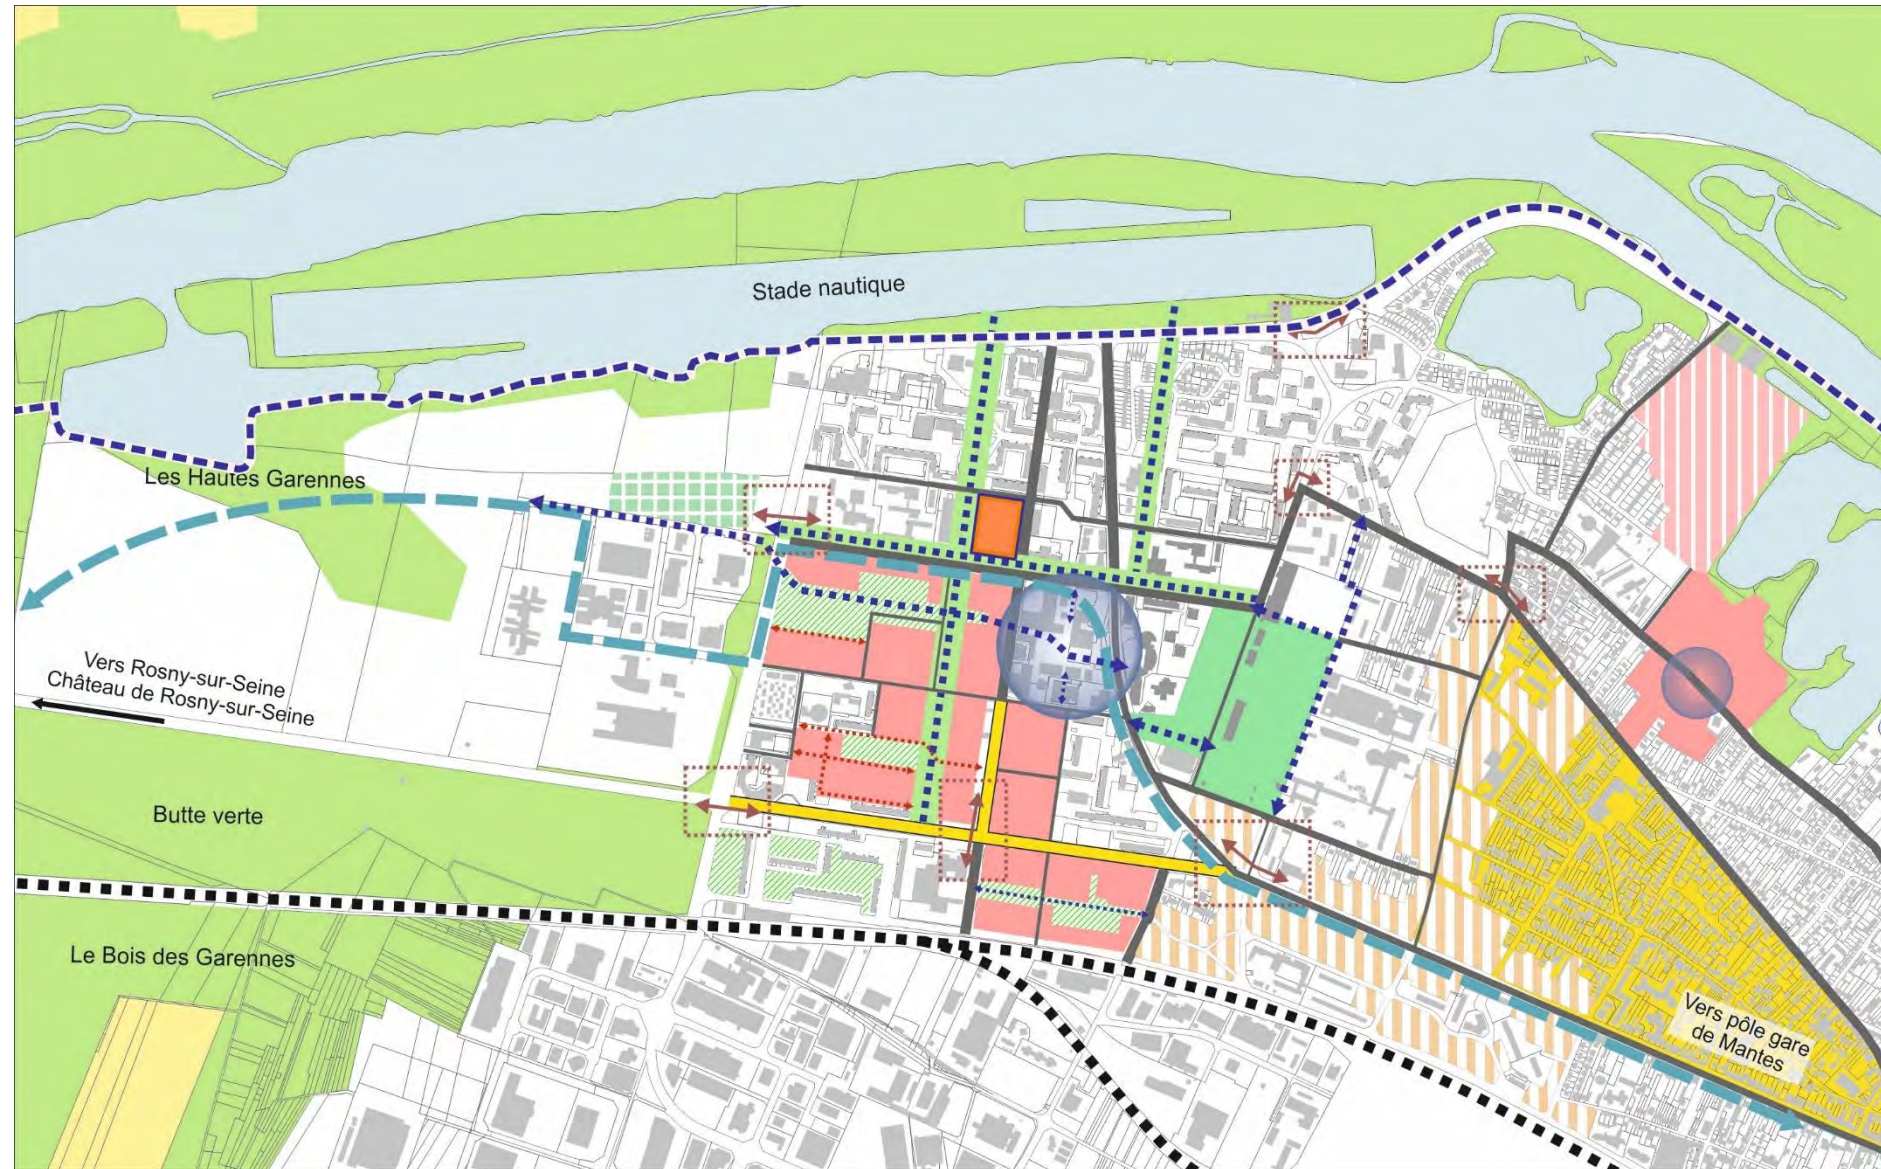 Stade nautique
Les Hautes Garennes
Vers Rosny-sur-Seine
Château de Rosny-sur-Seine
Butte verte
Le Bois des Garennes
Vers pôle gare
de Mantes